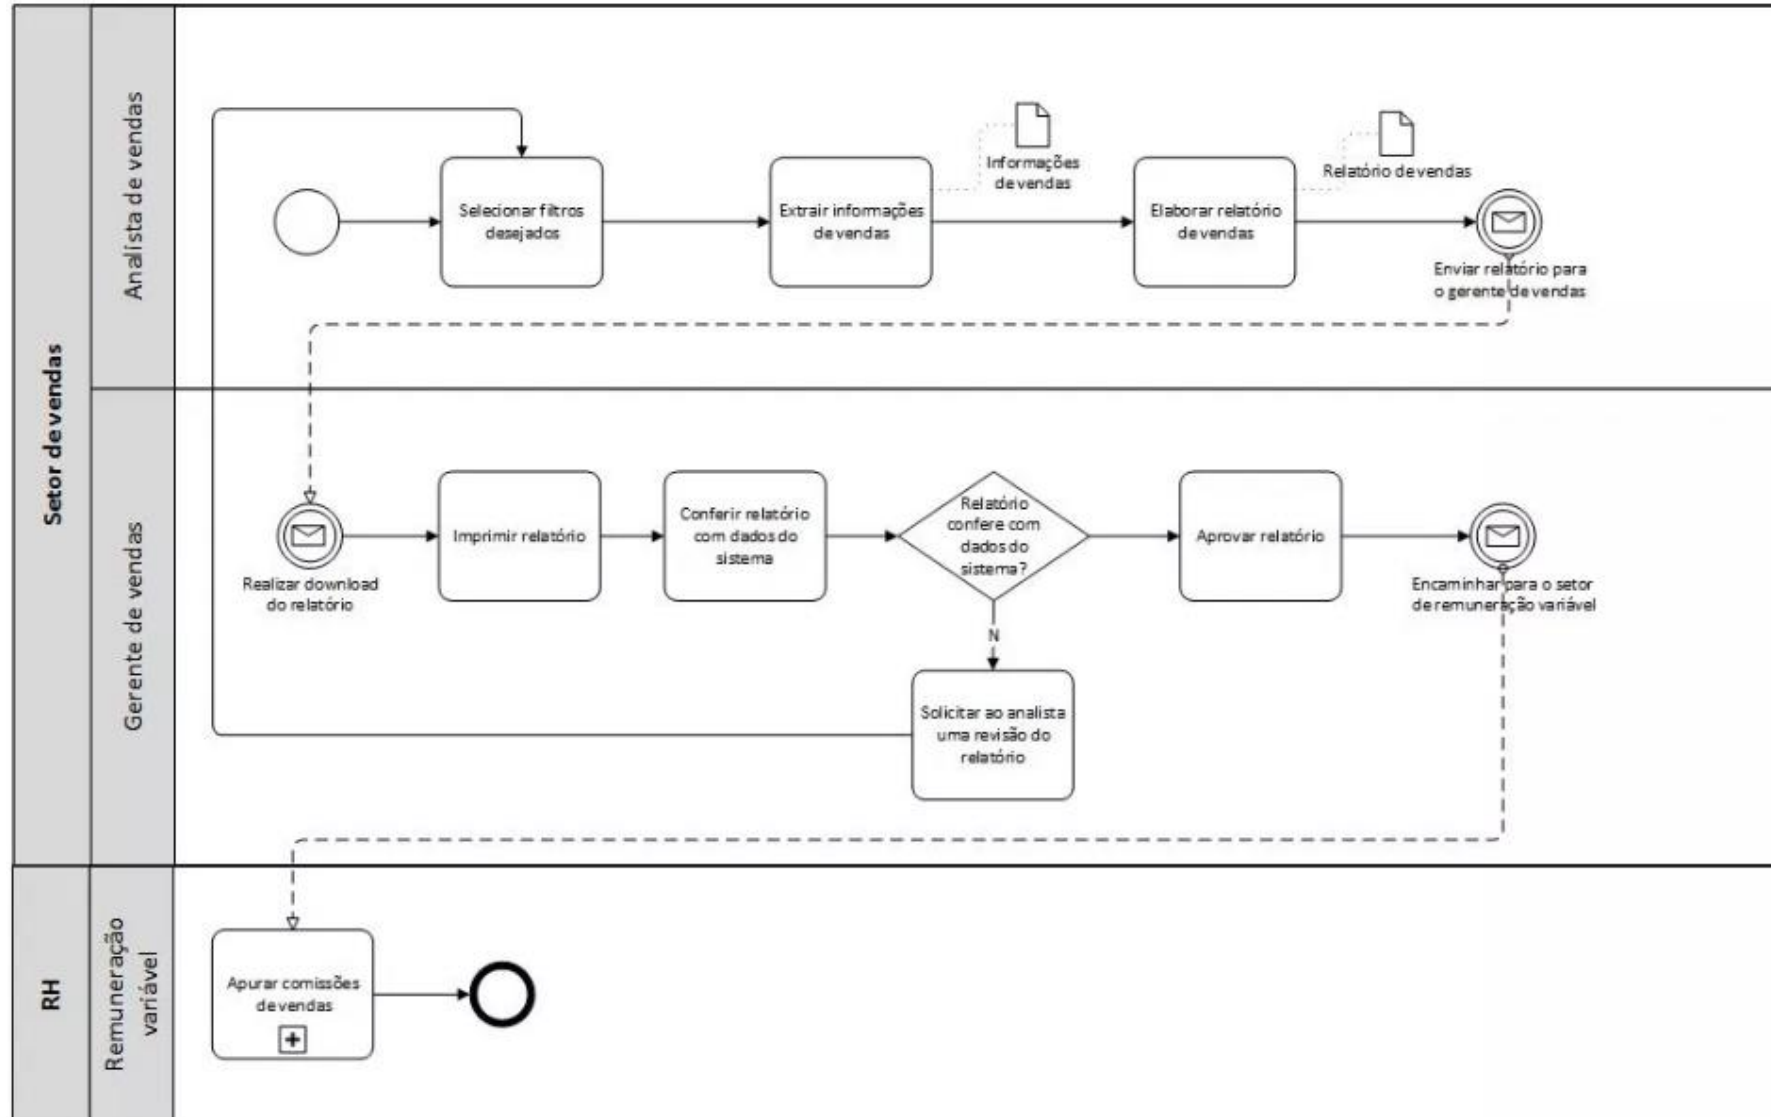 Setor de vendas
Analista de vendas
Selecionar filtros
desejados
Extrair informações
de vendas
Informações
de vendas
Elaborar relatório
de vendas
Relatório de vendas
Enviar relatório para
o gerente de vendas
Gerente de vendas
Realizar download
do relatório
Imprimir relatório
Conferir relatório
com dados do
sistema
Relatório
confere com
dados do
sistema?
N
Aprovar relatório
Encaminhar para o setor
de remuneração variável
Solicitar ao analista
uma revisão do
relatório
RH
Remuneração
variável
Apurar comissões
de vendas